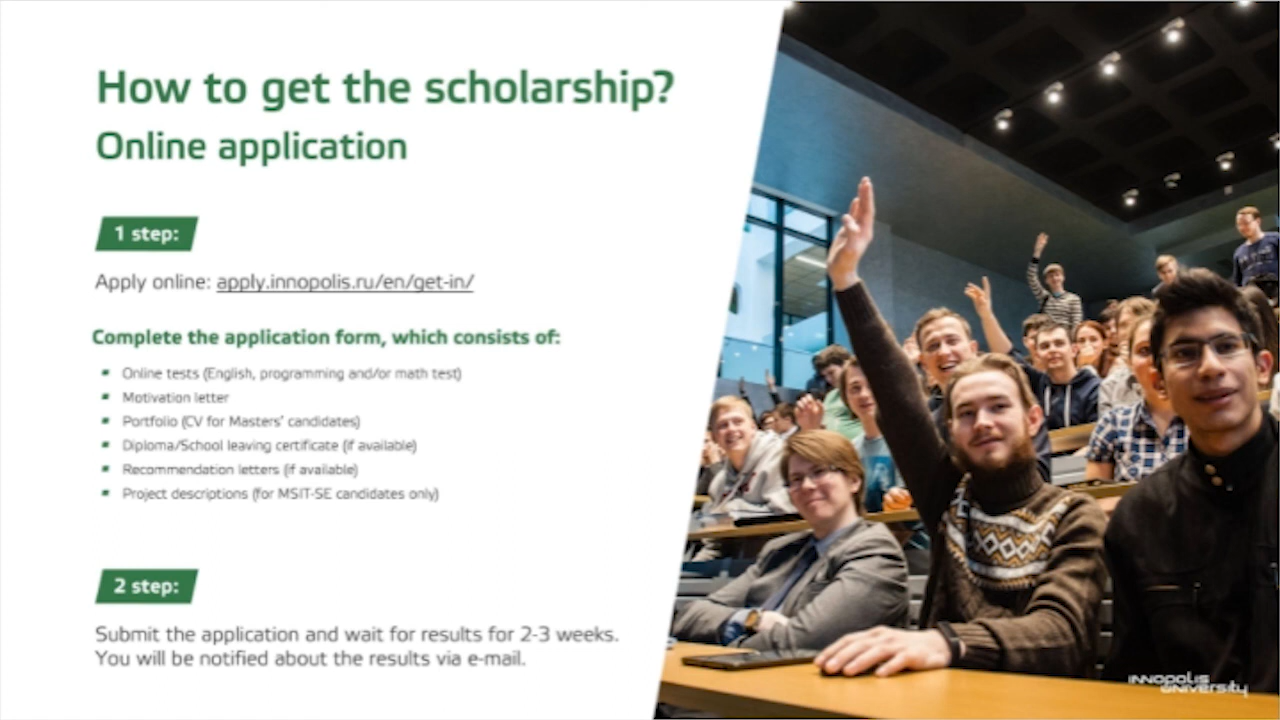 How to get the scholarship?
Online application
1 step:
Apply online: apply.innopolis.ru/en/get-in/
Complete the application form, which consists of:
Online tests (English, programming and/or math test)
Motivation letter
Portfolio (CV for Masters' candidates)
Diploma/School leaving certificate (if available)
Recommendation letters (if available)
Project descriptions (for MSIT-SE candidates only)
2 step:
Submit the application and wait for results for 2-3 weeks.
You will be notified about the results via e-mail.
innopolis
university